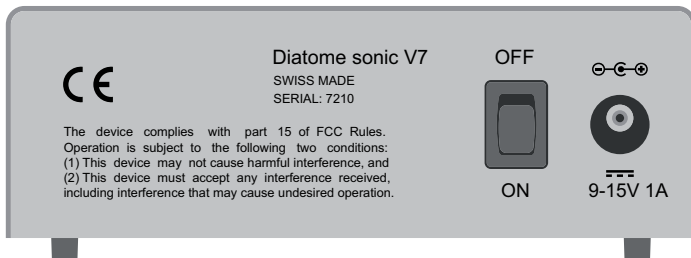 CE
Diatome sonic V7
SWISS MADE
SERIAL: 7210
The device complies with part 15 of FCC Rules.
Operation is subject to the following two conditions:
(1) This device may not cause harmful interference, and
(2) This device must accept any interference received,
including interference that may cause undesired operation.
OFF
ON
9-15V 1A